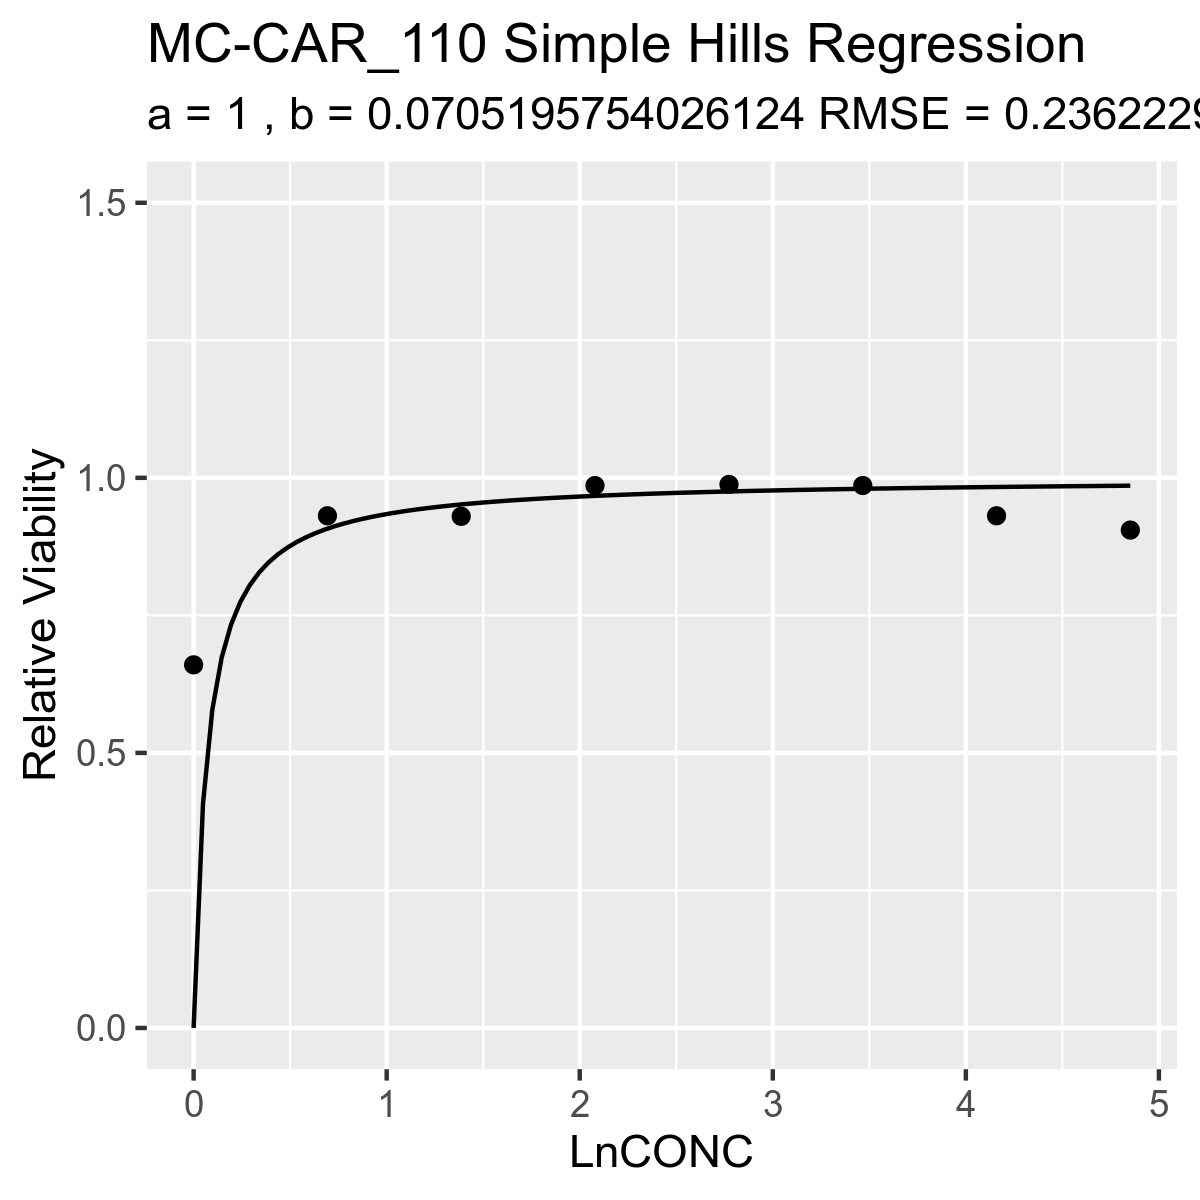 MC-CAR_110 Simple Hills Regression
a = 1 , b = 0.0705195754026124 RMSE = 0.2362229
1.5
1.0
0.5
0.0
Relative Viability
0 1 2 3 4 5
LnCONC